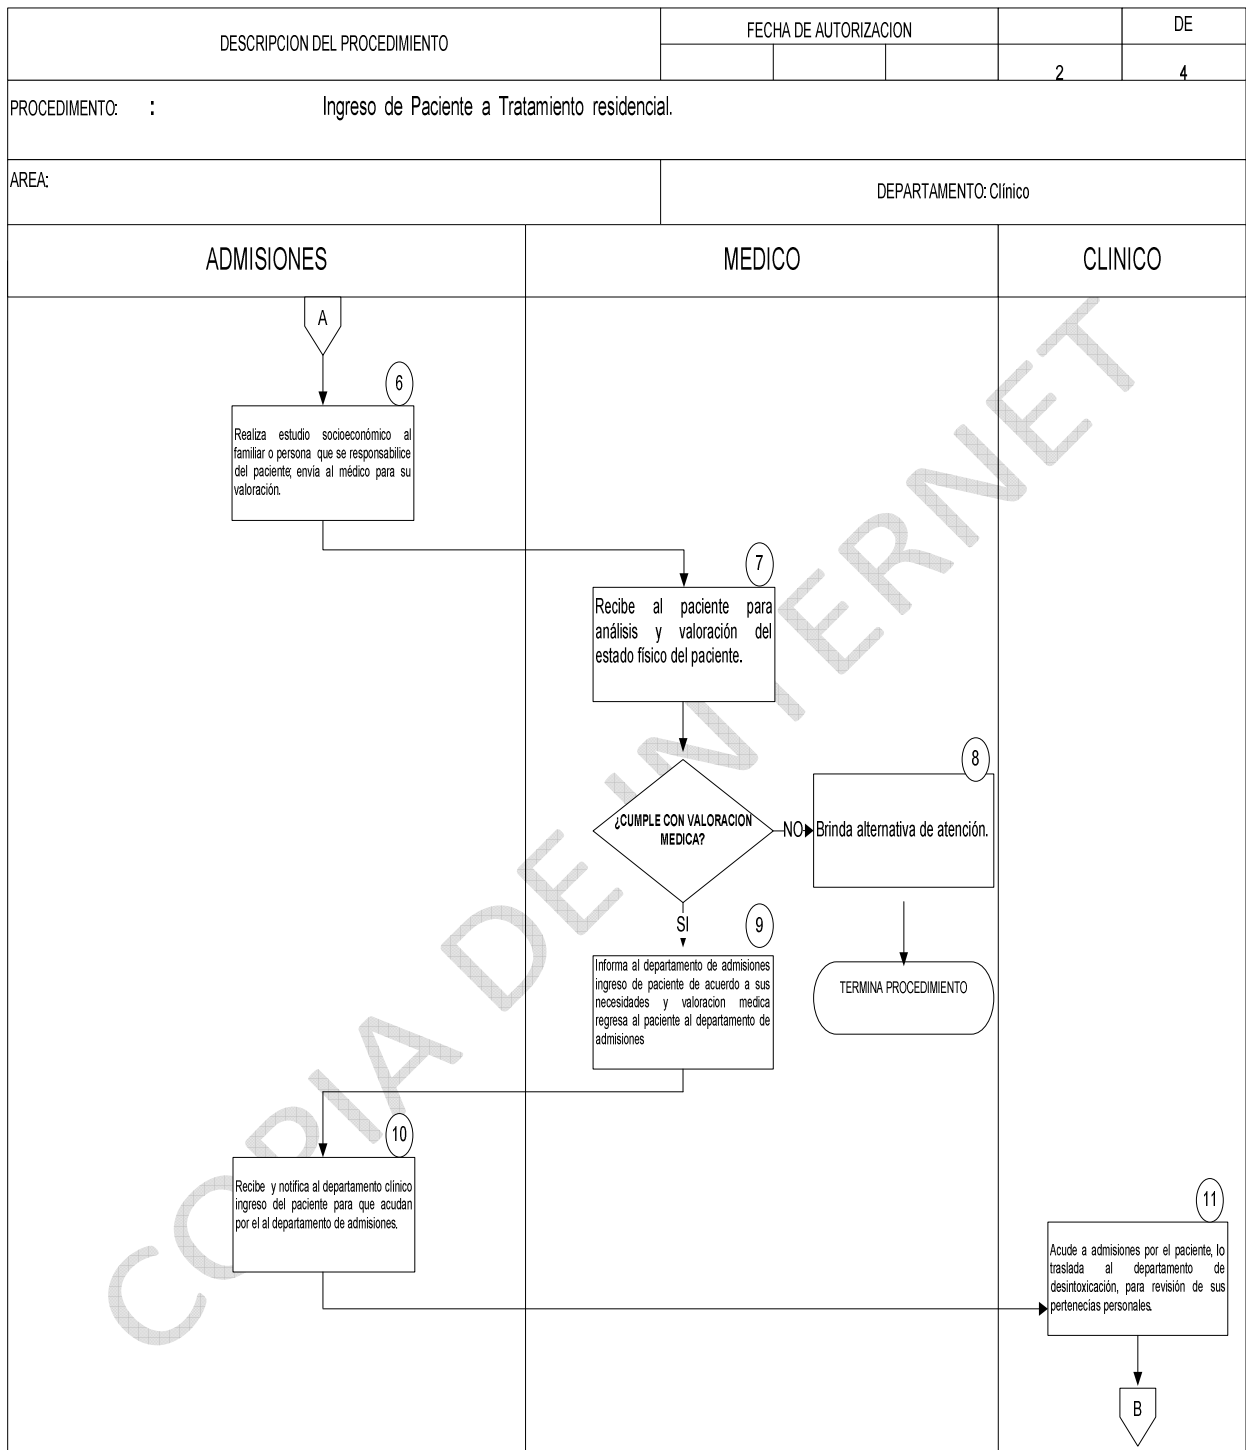 DESCRIPCION DEL PROCEDIMIENTO
FECHA DE AUTORIZACION
DE
2
4
PROCEDIMENTO: :
Ingreso de Paciente a Tratamiento residencial.
AREA:
DEPARTAMENTO: Clínico
ADMISIONES
MEDICO
CLINICO
A
6
Realiza estudio socioeconómico al
familiar o persona que se responsabilice
del paciente; envia al médico para su
valoración.
7
Recibe al paciente para
análisis y valoración del
estado físico del paciente.
¿CUMPLE CON VALORACION
MEDICA?
NO
8
Brinda alternativa de atención.
SI
9
Informa al departamento de admisiones
ingreso de paciente de acuerdo a sus
necesidades y valoracion medica
regresa al paciente al departamento de
admisiones
TERMINA PROCEDIMIENTO
10
Recibe y notifica al departamento clínico
ingreso del paciente para que acudan
por el al departamento de admisiones.
11
Acude a admisiones por el paciente, lo
traslada al departamento de
desintoxicación, para revisión de sus
pertenecías personales.
B
COPIA DE INTERNET